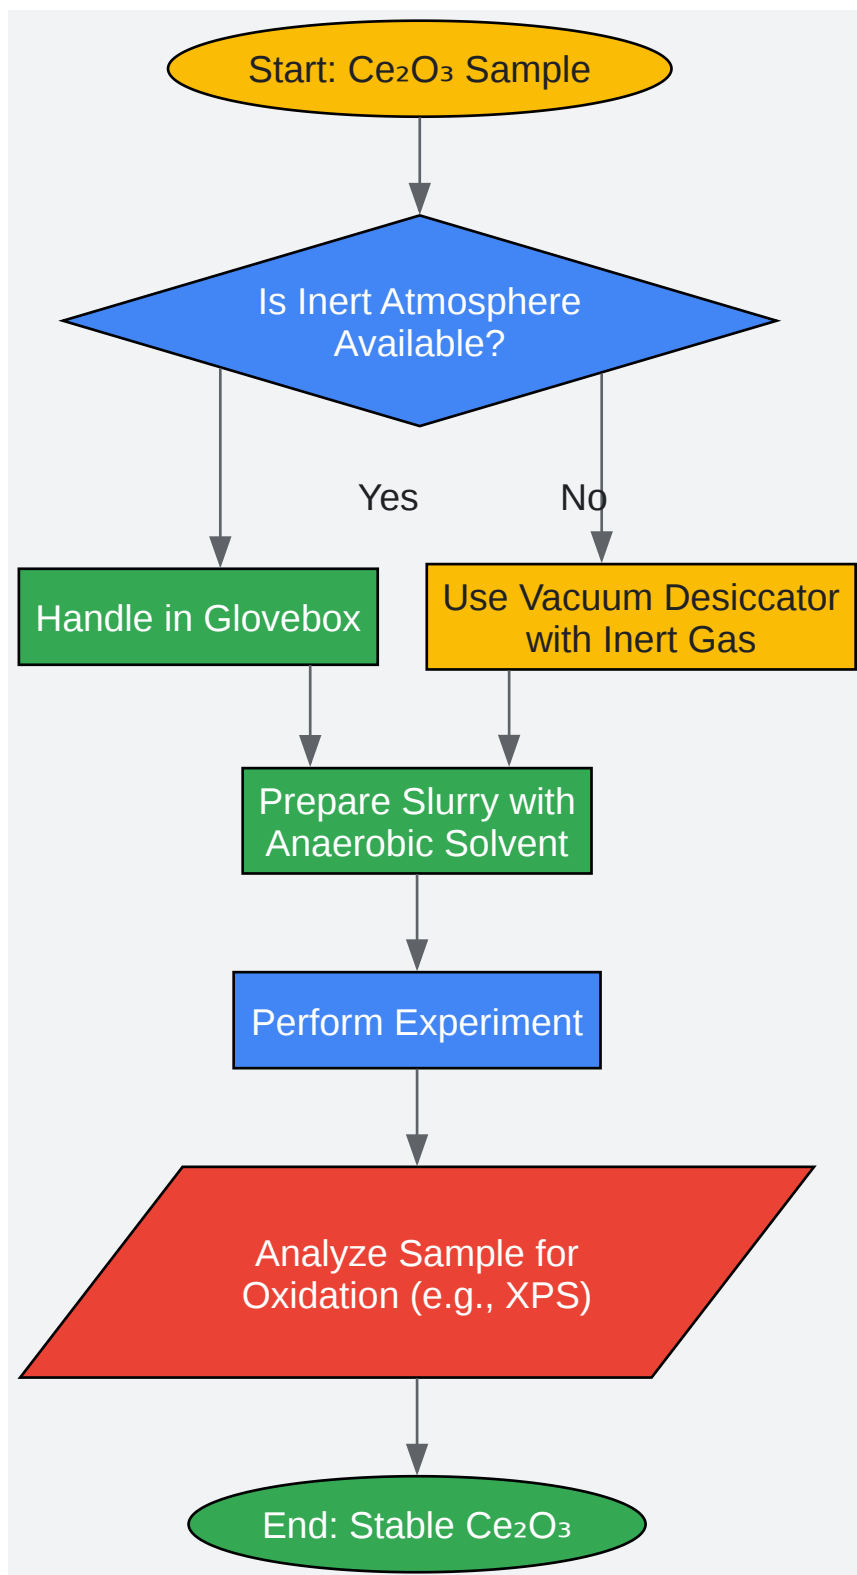 Start: Ce₂O₃ Sample
Is Inert Atmosphere
Available?
Yes
No
Handle in Glovebox
Use Vacuum Desiccator
with Inert Gas
Prepare Slurry with
Anaerobic Solvent
Perform Experiment
Analyze Sample for
Oxidation (e.g., XPS)
End: Stable Ce₂O₃